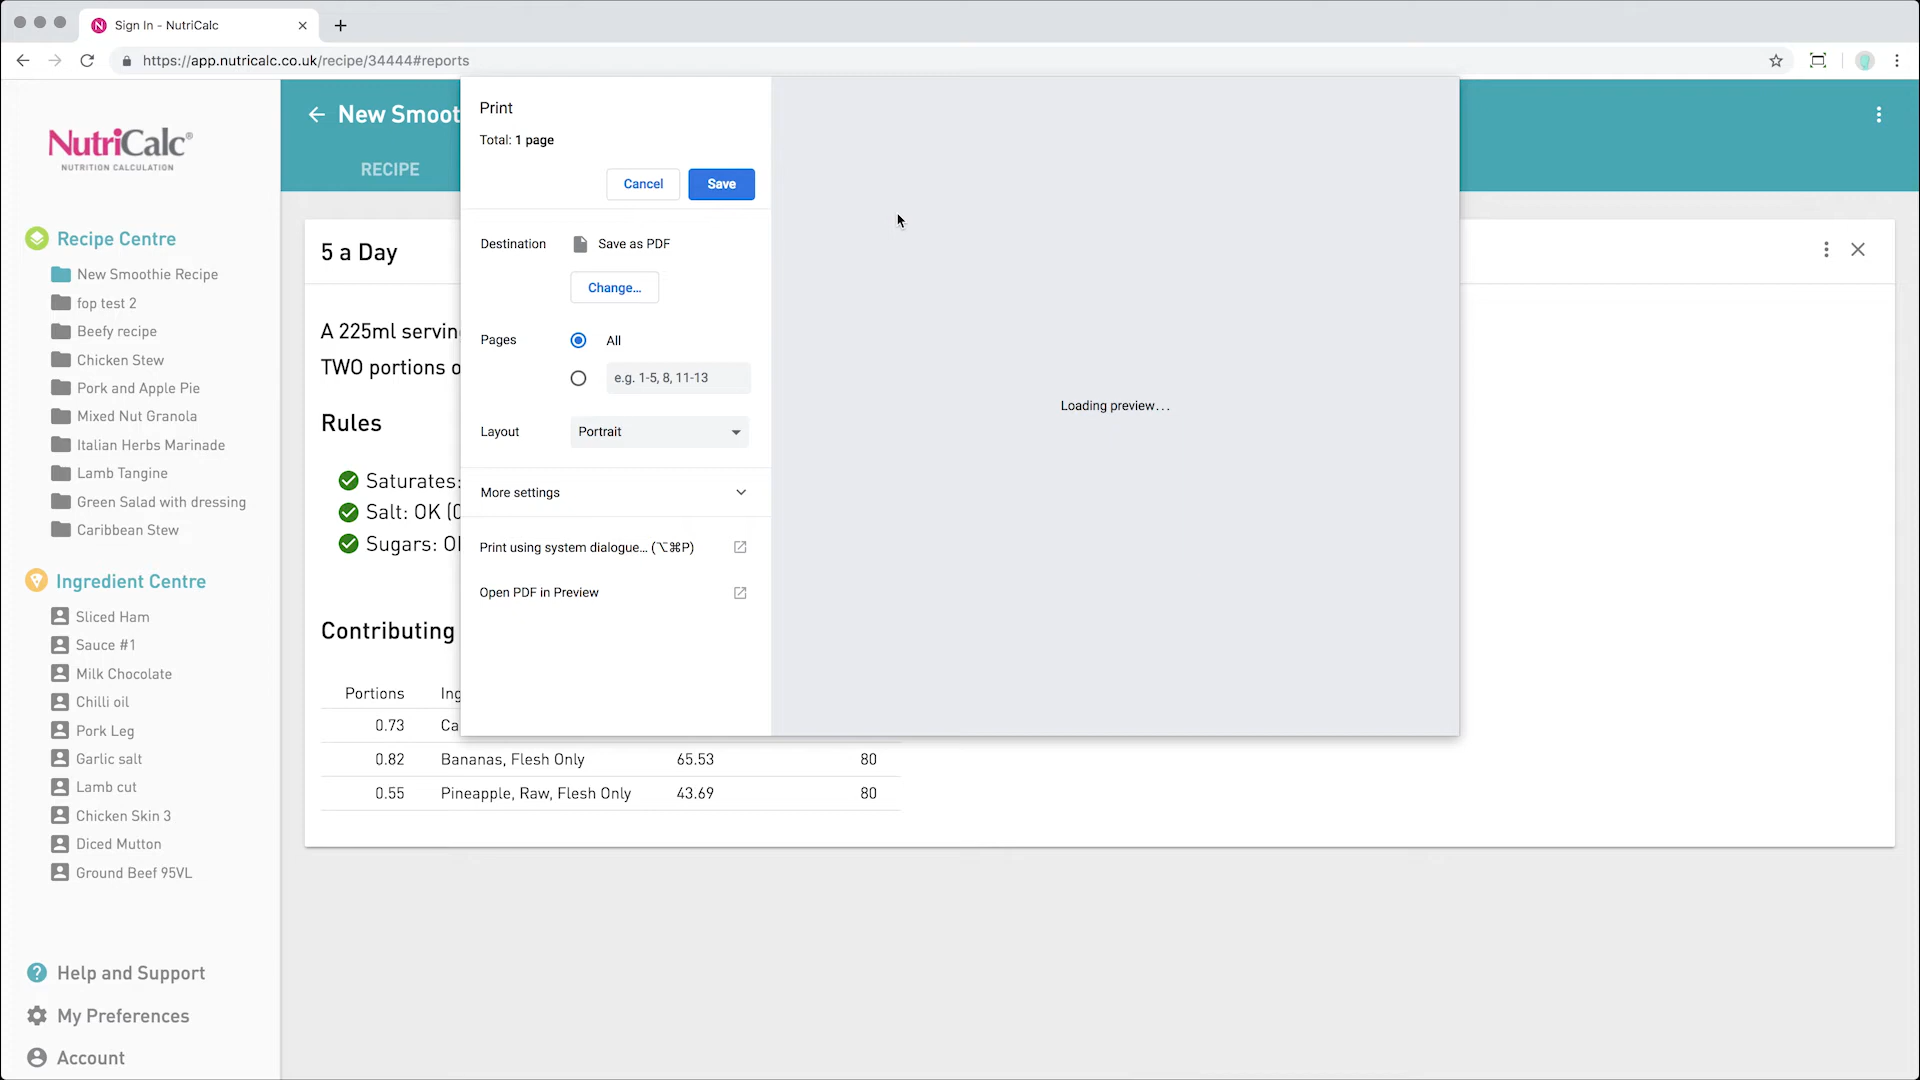 Sign In - NutriCalc
https://app.nutricalc.co.uk/recipe/34444#reports
NutriCalc®
NUTRITION CALCULATION
Recipe Centre
New Smoothie Recipe
fop test 2
Beefy recipe
Chicken Stew
Pork and Apple Pie
Mixed Nut Granola
Italian Herbs Marinade
Lamb Tangine
Green Salad with dressing
Caribbean Stew
Ingredient Centre
Sliced Ham
Sauce #1
Milk Chocolate
Chilli oil
Pork Leg
Garlic salt
Lamb cut
Chicken Skin 3
Diced Mutton
Ground Beef 95VL
Help and Support
My Preferences
Account
New Smoot
RECIPE
5 a Day
A 225ml servin
TWO portions o
Rules
Saturates:
Salt: OK (0
Sugars: O
Contributing
Portions Ing
0.73 Ca
0.82 Bananas, Flesh Only 65.53 80
0.55 Pineapple, Raw, Flesh Only 43.69 80
Print
Total: 1 page
Cancel Save
Destination Save as PDF
Change...
Pages All
e.g. 1-5, 8, 11-13
Layout Portrait
More settings
Print using system dialogue... (⌥⌘P)
Open PDF in Preview
Loading preview...